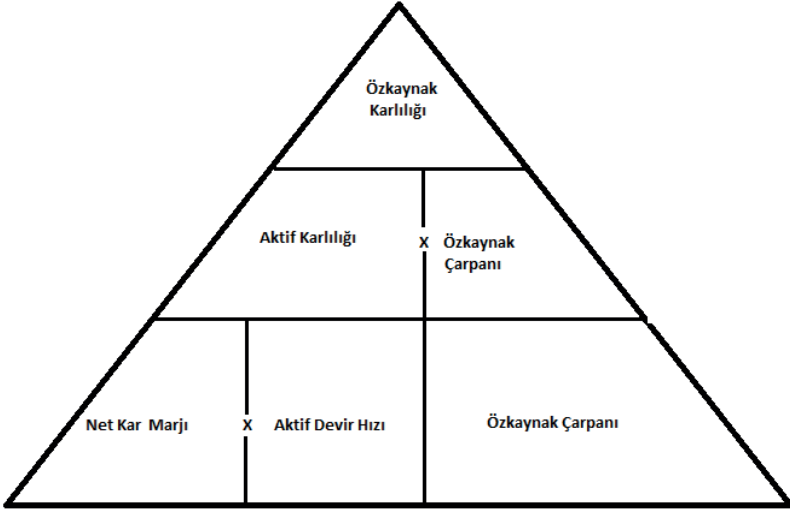 Özkaynak
Karlılığı
Aktif Karlılığı X Özkaynak
Çarpanı
Net Kar Marjı X Aktif Devir Hızı Özkaynak Çarpanı